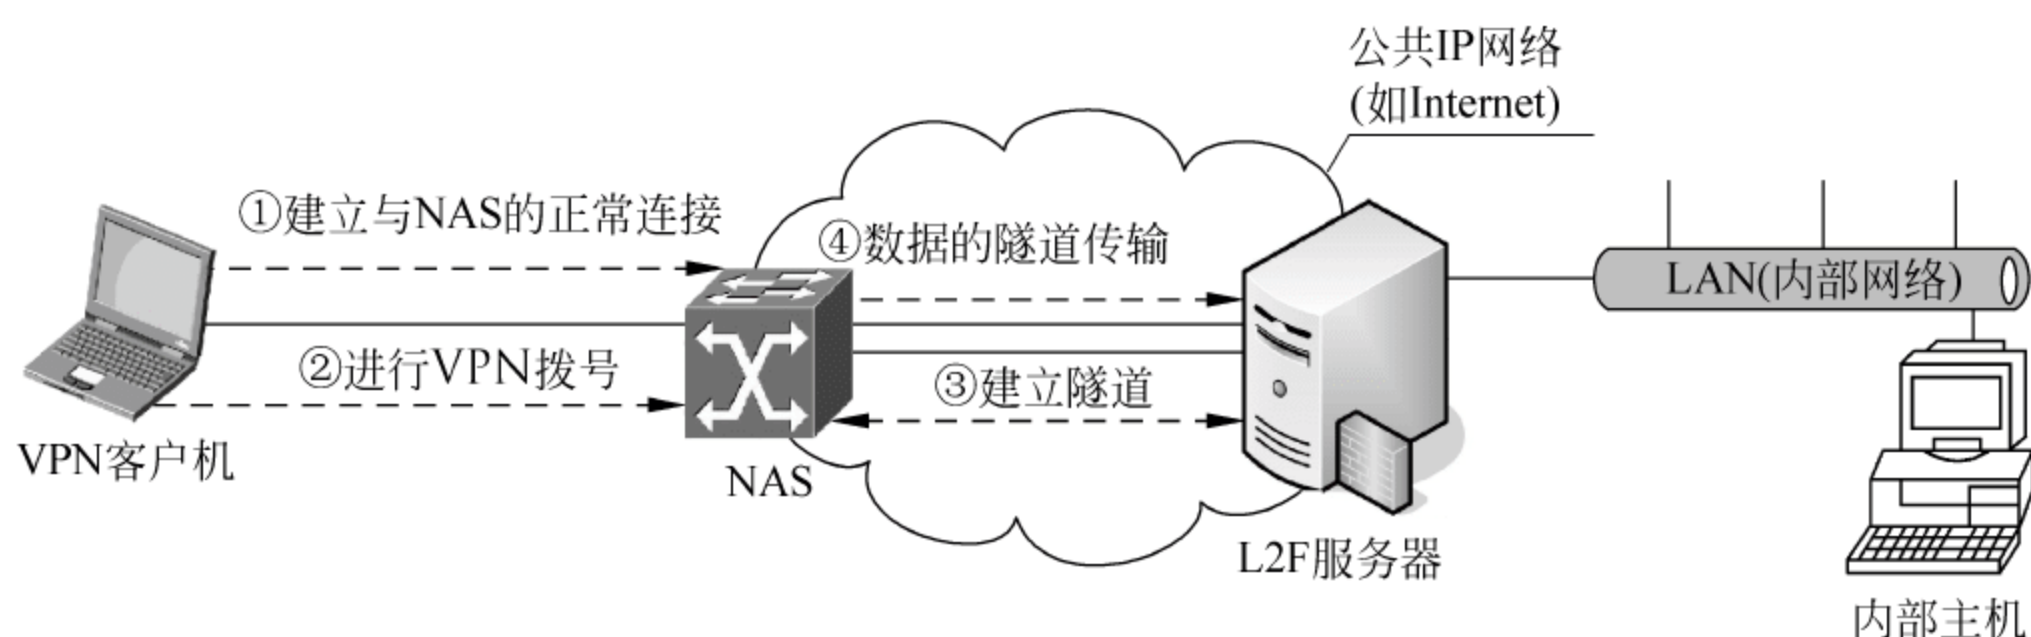 公共IP网络
(如Internet)
①建立与NAS的正常连接
④数据的隧道传输
LAN(内部网络)
②进行VPN拨号
③建立隧道
VPN客户机
NAS
L2F服务器
内部主机